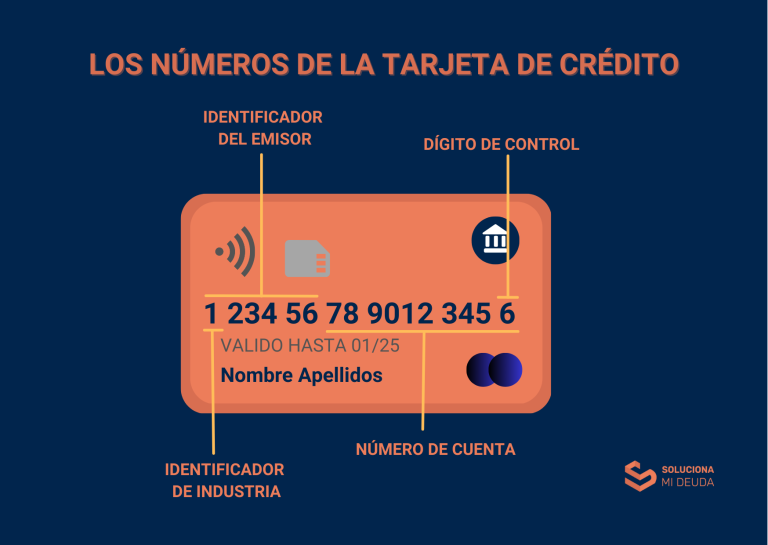 LOS NÚMEROS DE LA TARJETA DE CRÉDITO
IDENTIFICADOR
DEL EMISOR
DÍGITO DE CONTROL
1 234 56 78 9012 345 6
VALIDO HASTA 01/25
Nombre Apellidos
NÚMERO DE CUENTA
IDENTIFICADOR
DE INDUSTRIA
SOLUCIONA
MI DEUDA